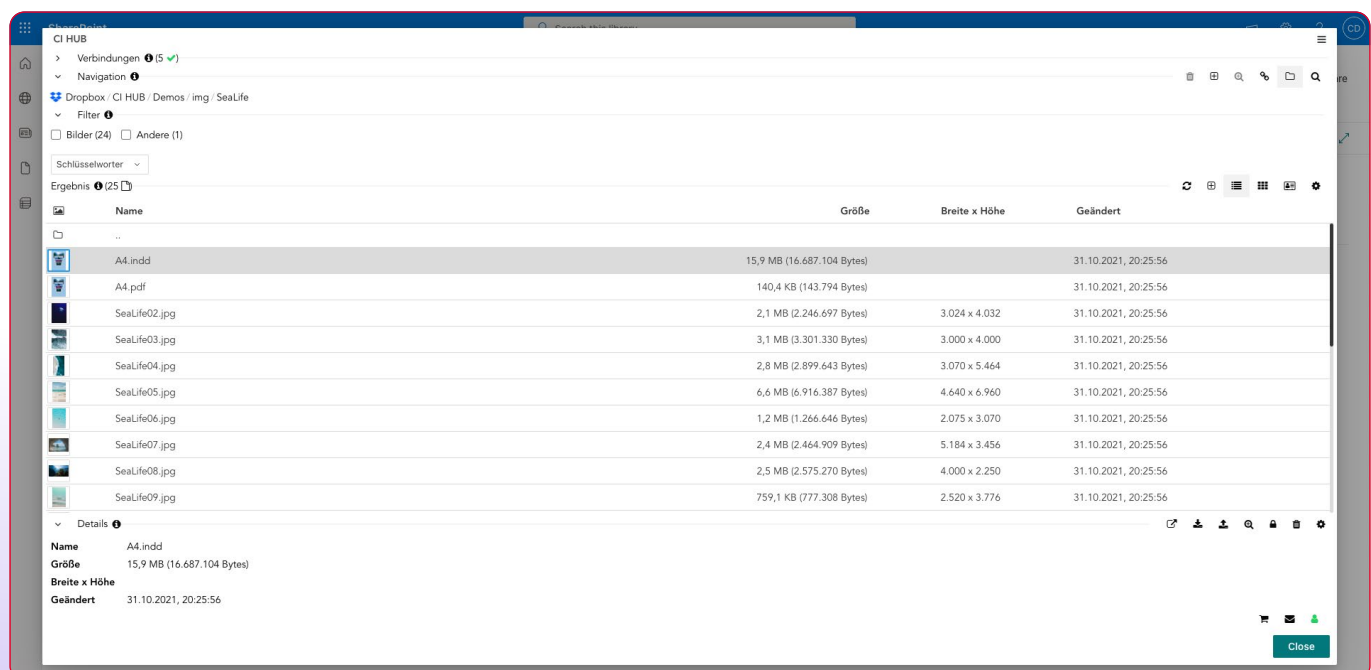 SharePoint
Search this library
CD
CI HUB
Verbindungen (5 ✔)
Navigation
Dropbox / CI HUB / Demos / img / SeaLife
Filter
Bilder (24) Andere (1)
Schlüsselworter
Ergebnis (25)
Name Größe Breite x Höhe Geändert
..
A4.indd 15,9 MB (16.687.104 Bytes) 31.10.2021, 20:25:56
A4.pdf 140,4 KB (143.794 Bytes) 31.10.2021, 20:25:56
SeaLife02.jpg 2,1 MB (2.246.697 Bytes) 3.024 x 4.032 31.10.2021, 20:25:56
SeaLife03.jpg 3,1 MB (3.301.330 Bytes) 3.000 x 4.000 31.10.2021, 20:25:56
SeaLife04.jpg 2,8 MB (2.899.643 Bytes) 3.070 x 5.464 31.10.2021, 20:25:56
SeaLife05.jpg 6,6 MB (6.916.387 Bytes) 4.640 x 6.960 31.10.2021, 20:25:56
SeaLife06.jpg 1,2 MB (1.266.646 Bytes) 2.075 x 3.070 31.10.2021, 20:25:56
SeaLife07.jpg 2,4 MB (2.464.909 Bytes) 5.184 x 3.456 31.10.2021, 20:25:56
SeaLife08.jpg 2,5 MB (2.575.270 Bytes) 4.000 x 2.250 31.10.2021, 20:25:56
SeaLife09.jpg 759,1 KB (777.308 Bytes) 2.520 x 3.776 31.10.2021, 20:25:56
Details
Name A4.indd
Größe 15,9 MB (16.687.104 Bytes)
Breite x Höhe
Geändert 31.10.2021, 20:25:56
Close